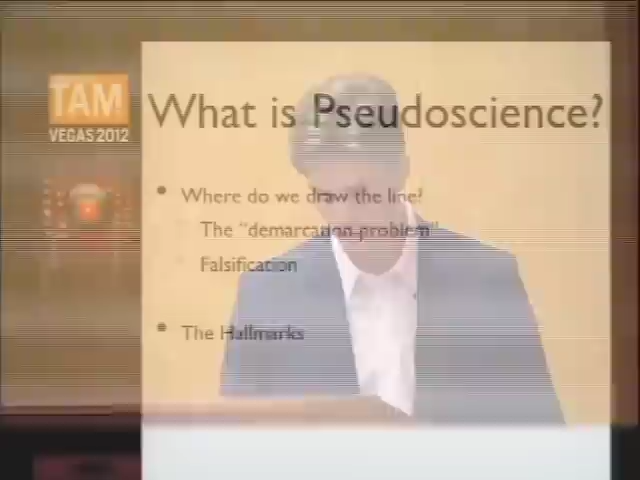 TAM!
VEGAS 2012
What is Pseudoscience?
Where do we draw the line?
The "demarcation problem"
Falsification
The Hallmarks